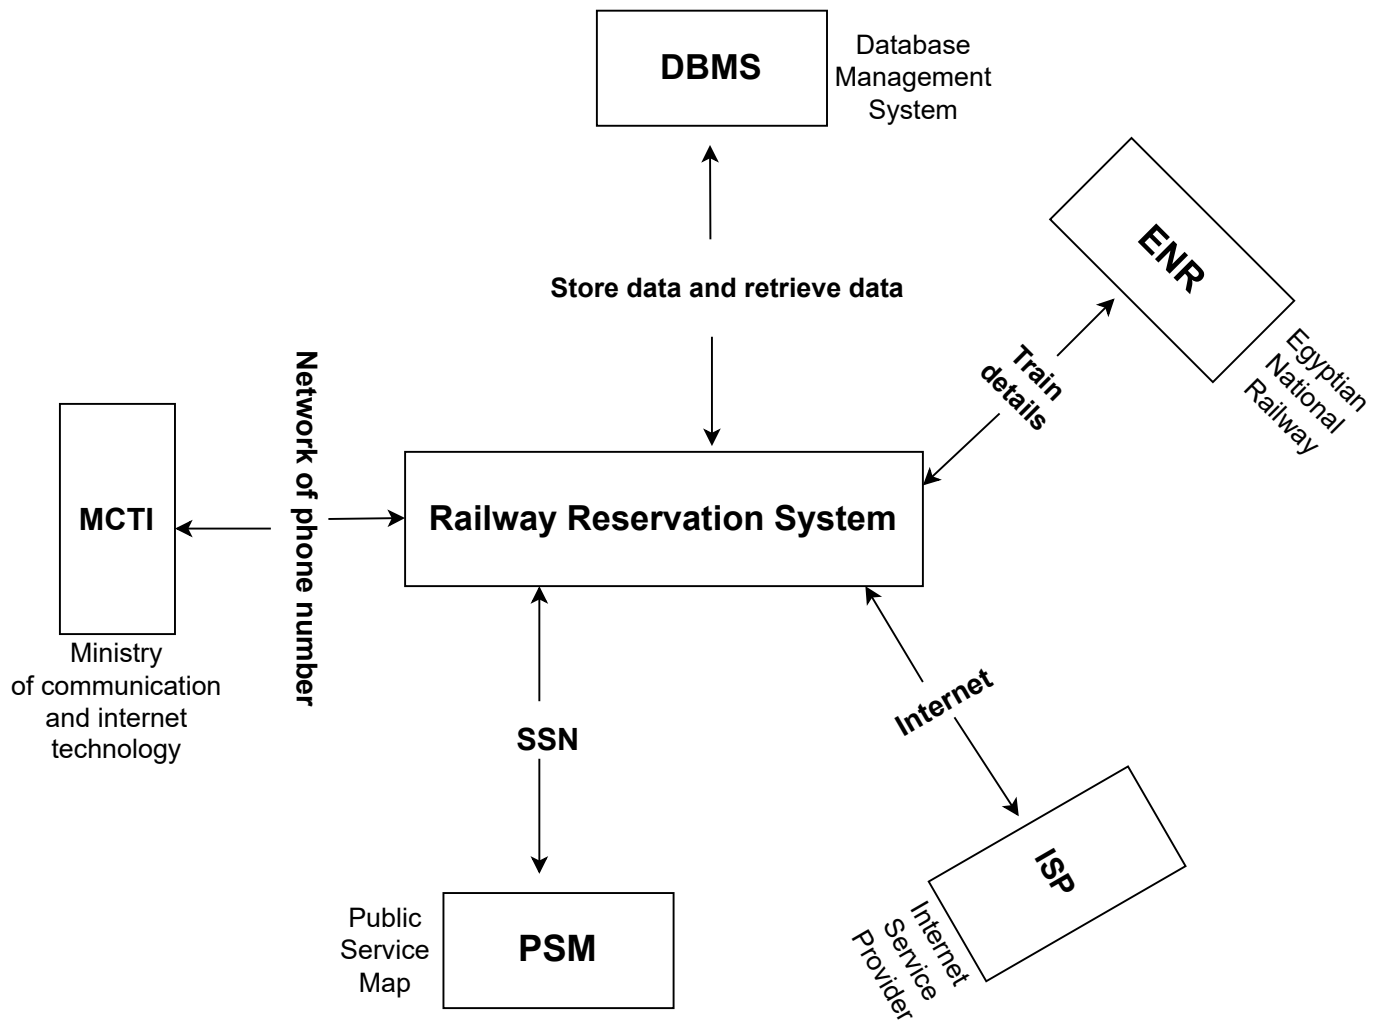 DBMS
Database
Management
System
ENR
Egyptian
National
Railway
Store data and retrieve data
Train
details
Network of phone number
MCTI
Ministry
of communication
and internet
technology
Railway Reservation System
Internet
SSN
ISP
Internet
Service
Provider
Public
Service
Map
PSM